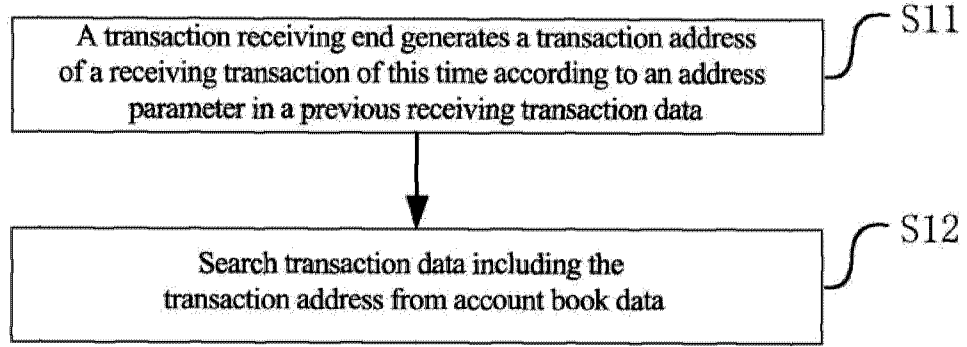 A transaction receiving end generates a transaction address
of a receiving transaction of this time according to an address
parameter in a previous receiving transaction data
S11
Search transaction data including the
transaction address from account book data
S12